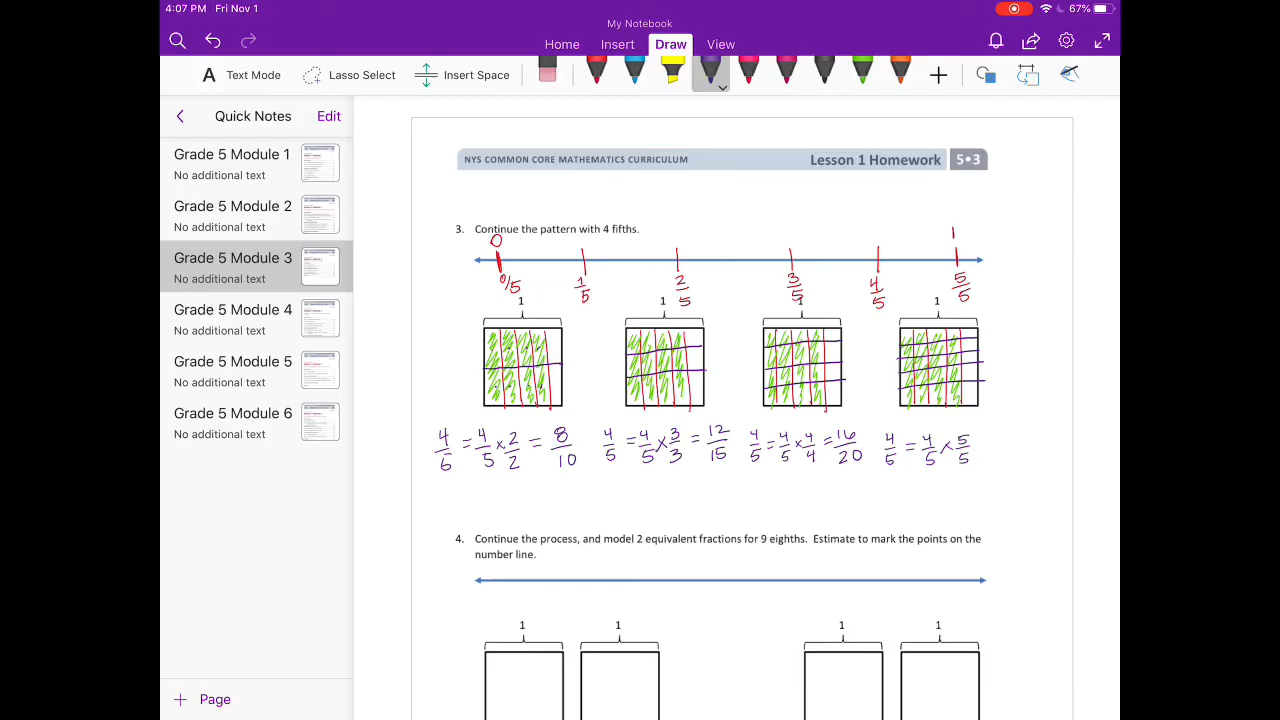 4:07 PM Fri Nov 1 67%
My Notebook
Home Insert Draw View
A Text Mode Lasso Select Insert Space
Quick Notes Edit
Grade 5 Module 1
No additional text
Grade 5 Module 2
No additional text
Grade 5 Module 3
No additional text
Grade 5 Module 4
No additional text
Grade 5 Module 5
No additional text
Grade 5 Module 6
No additional text
+ Page
NYS COMMON CORE MATHEMATICS CURRICULUM Lesson 1 Homework 5•3
3. Continue the pattern with 4 fifths.
0 1
0/5 1/5 2/5 3/5 4/5 5/5
1 1 1
4/5 = 4/5 × 2/2 = 8/10 4/5 = 4/5 × 3/3 = 12/15 4/5 = 4/5 × 4/4 = 16/20 4/5 = 4/5 × 5/5
4. Continue the process, and model 2 equivalent fractions for 9 eighths. Estimate to mark the points on the
number line.
1 1 1 1